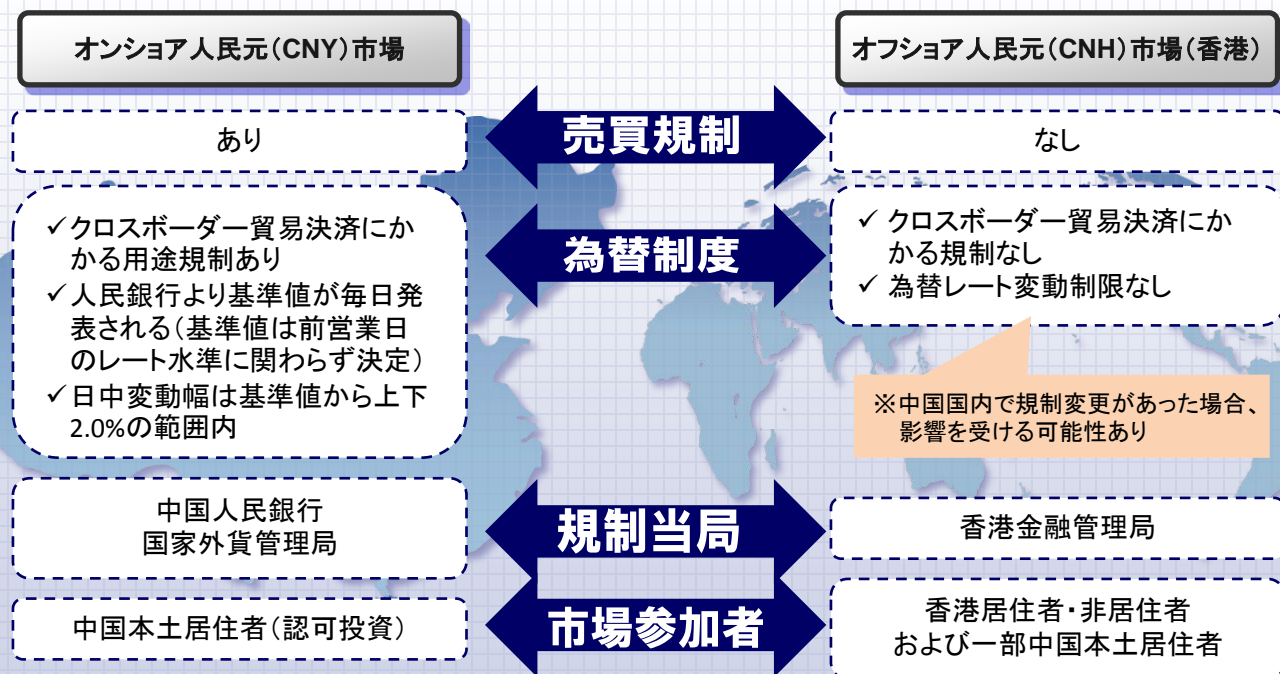 オンショア人民元(CNY)市場
オフショア人民元(CNH)市場(香港)
あり
売買規制
なし
✓クロスボーダー貿易決済にか
かる用途規制あり
✓人民銀行より基準値が毎日発
表される(基準値は前営業日
のレート水準に関わらず決定)
✓日中変動幅は基準値から上下
2.0%の範囲内
為替制度
✓ クロスボーダー貿易決済にか
かる規制なし
✓ 為替レート変動制限なし
※中国国内で規制変更があった場合、
影響を受ける可能性あり
中国人民銀行
国家外貨管理局
規制当局
香港金融管理局
中国本土居住者(認可投資)
市場参加者
香港居住者・非居住者
および一部中国本土居住者